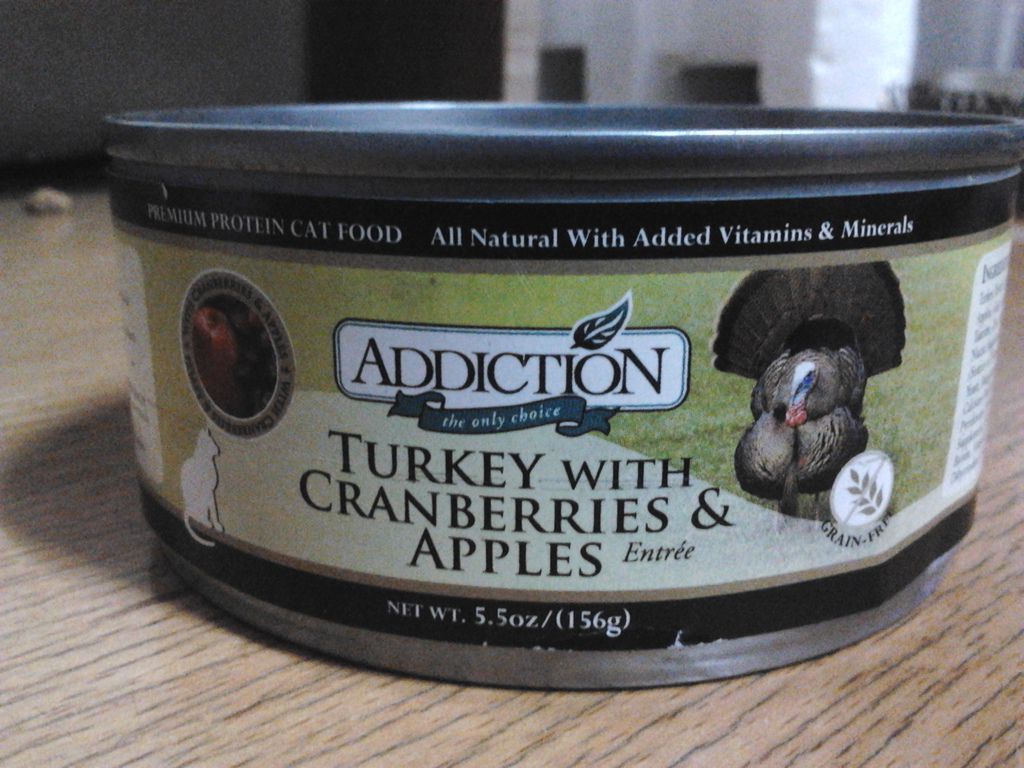 PREMIUM PROTEIN CAT FOOD All Natural With Added Vitamins & Minerals
ADDICTION
the only choice
TURKEY WITH
CRANBERRIES &
APPLES Entrée
GRAIN-FREE
NET WT. 5.5oz/(156g)